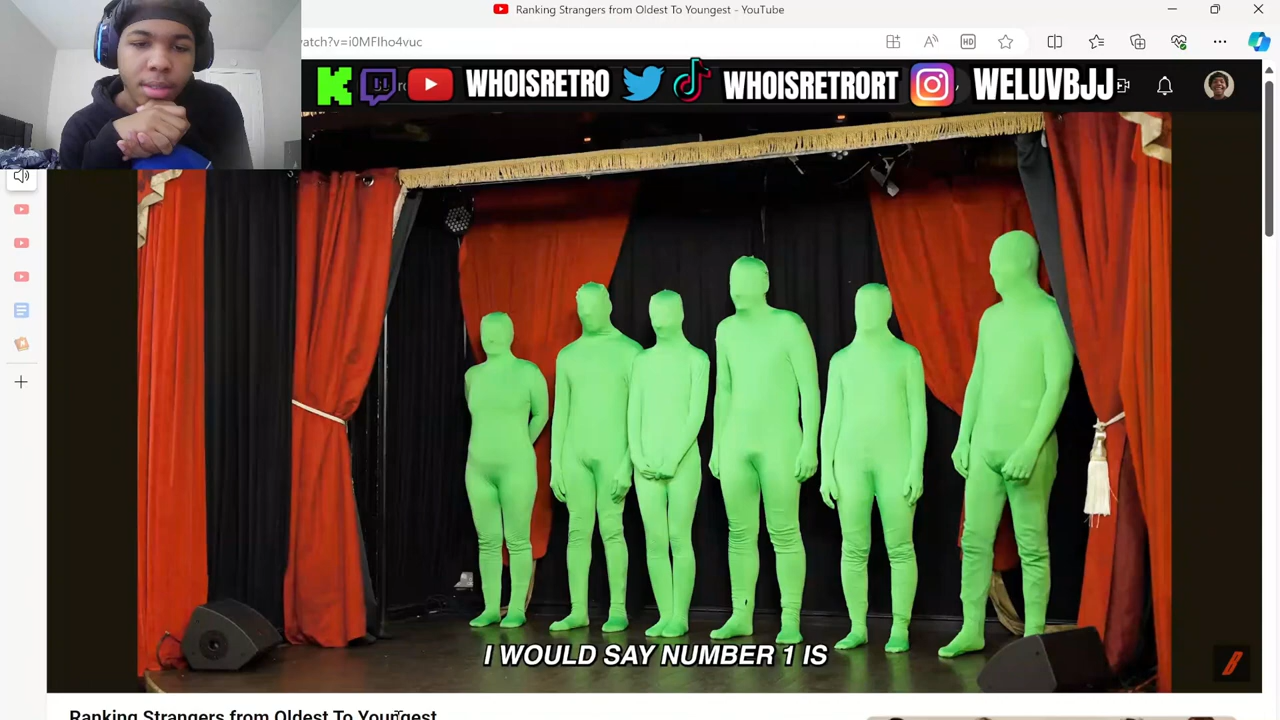 Ranking Strangers from Oldest To Youngest - YouTube
atch?v=i0MFIho4vuc
WHOISRETRO WHOISRETRORT WELUVBJJ
I WOULD SAY NUMBER 1 IS
Ranking Strangers from Oldest To Youngest